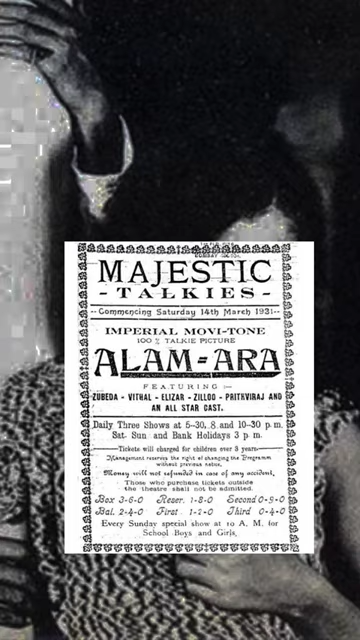 MAJESTIC
- TALKIES -
Commencing Saturday 14th March 1931
IMPERIAL MOVI-TONE
100 % TALKIE PICTURE
ALAM-ARA
FEATURING :—
ZUBEDA - VITHAL - ELIZAR - ZILLOO - PRITHVIRAJ AND
AN ALL STAR CAST.
Daily Three Shows at 5-30, 8 and 10-30 p. m.
Sat. Sun and Bank Holidays 3 p m.
Tickets will charged for children over 3 years.
Management reserves the right of changing the Programm
without previous notice,
Money will not refunded in case of any accident,
Those who purchase tickets outside
the theatre shall not be admitted.
Box 3-6-0 Reser. 1-8-0 Second 0-9-0
Bal. 2-4-0 First 1-2-0 Third 0-4-0
Every Sunday special show at 10 A. M. for
School Boys and Girls,